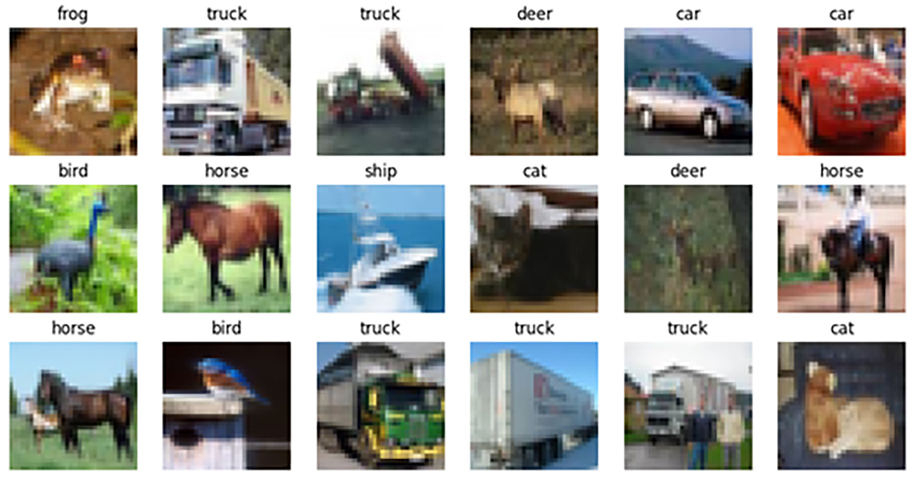 frog truck truck deer car car
bird horse ship cat deer horse
horse bird truck truck truck cat